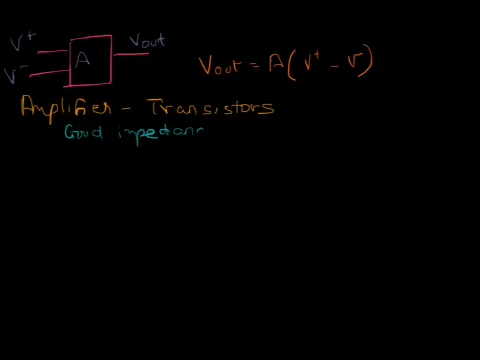 V+
V-
A
Vout
Vout = A(V+ - V-)
Amplifier - Transistors
Good impedanc